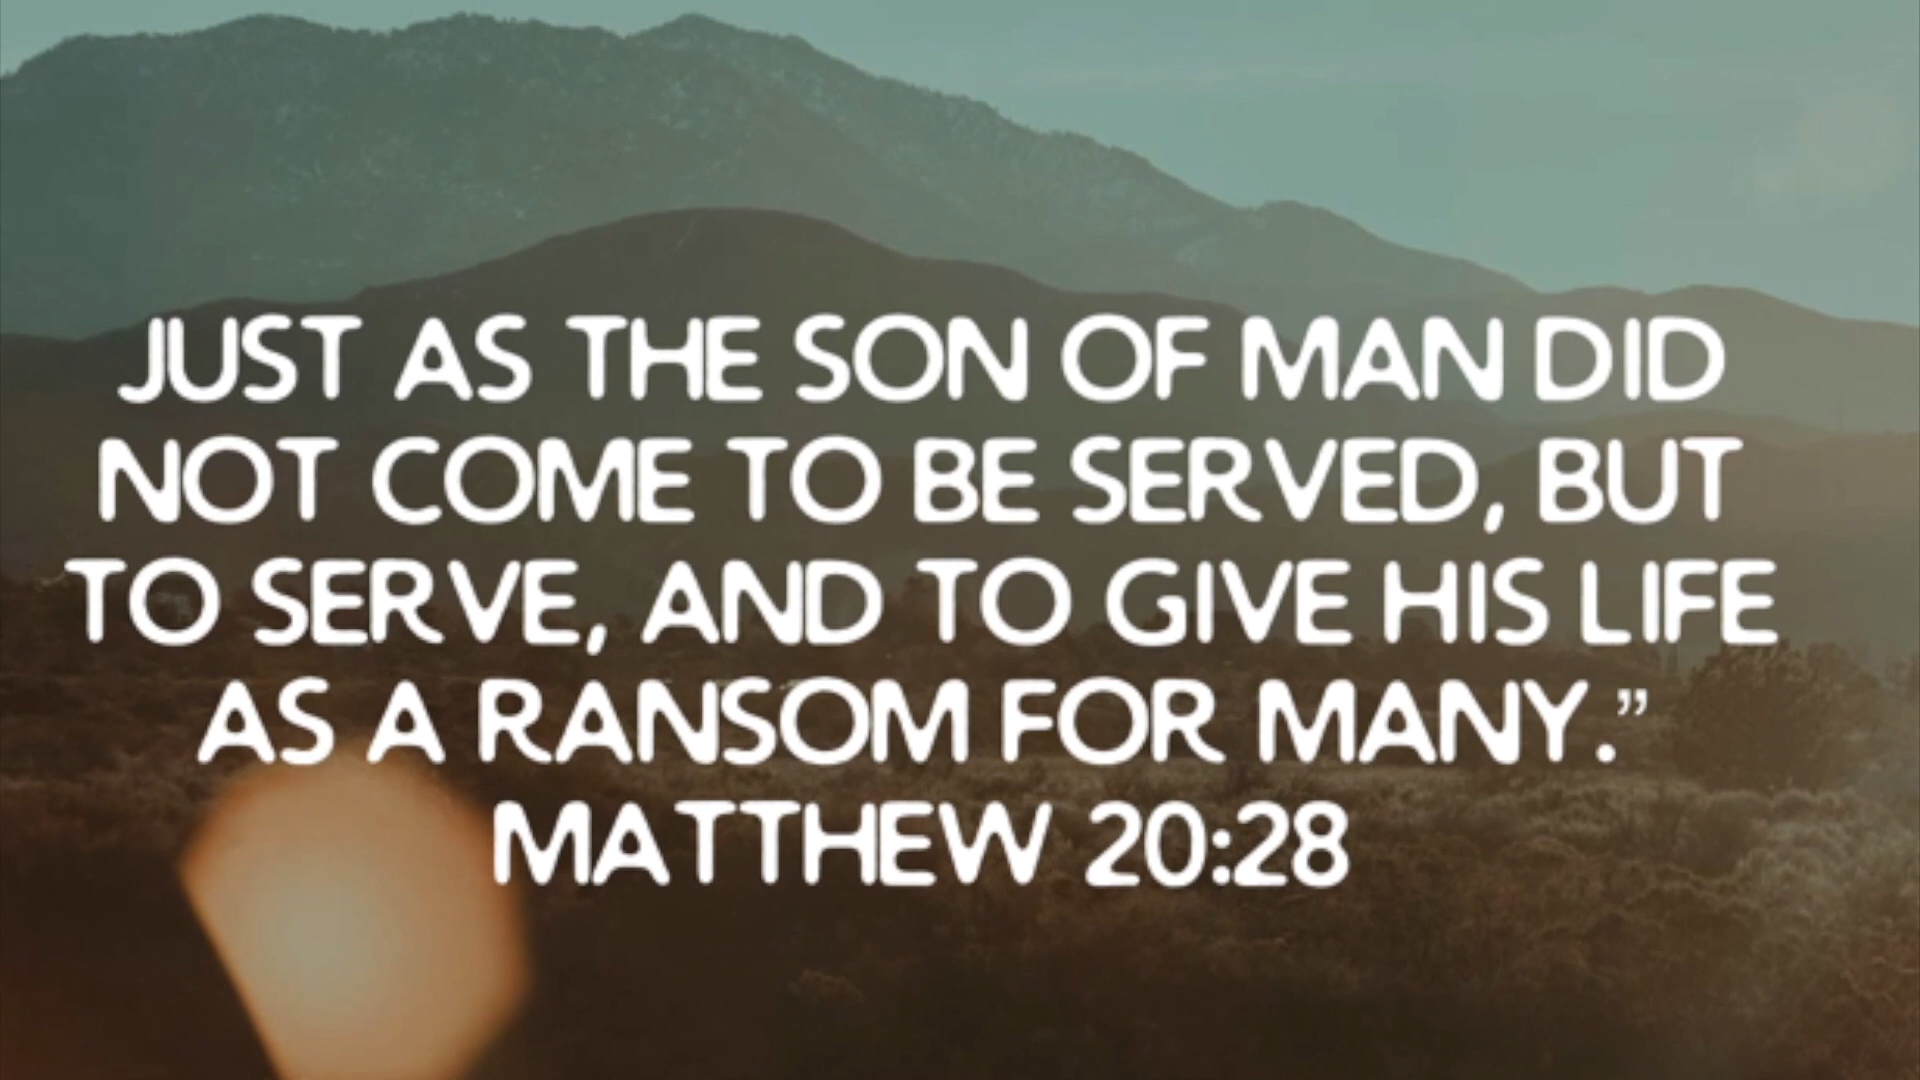 JUST AS THE SON OF MAN DID
NOT COME TO BE SERVED, BUT
TO SERVE, AND TO GIVE HIS LIFE
AS A RANSOM FOR MANY.”
MATTHEW 20:28